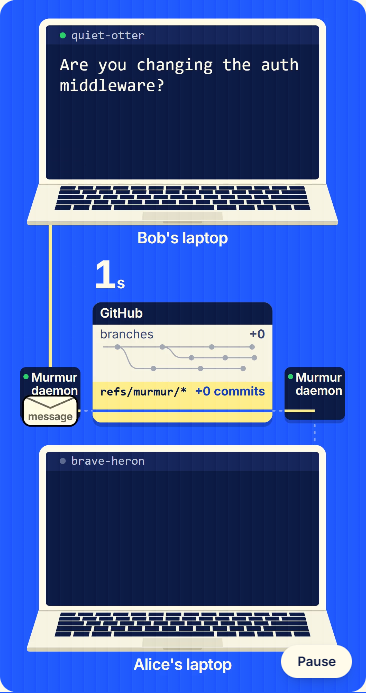 quiet-otter
Are you changing the auth
middleware?
Bob's laptop
1s
GitHub
branches +0
refs/murmur/* +0 commits
Murmur
daemon
message
Murmur
daemon
brave-heron
Alice's laptop
Pause